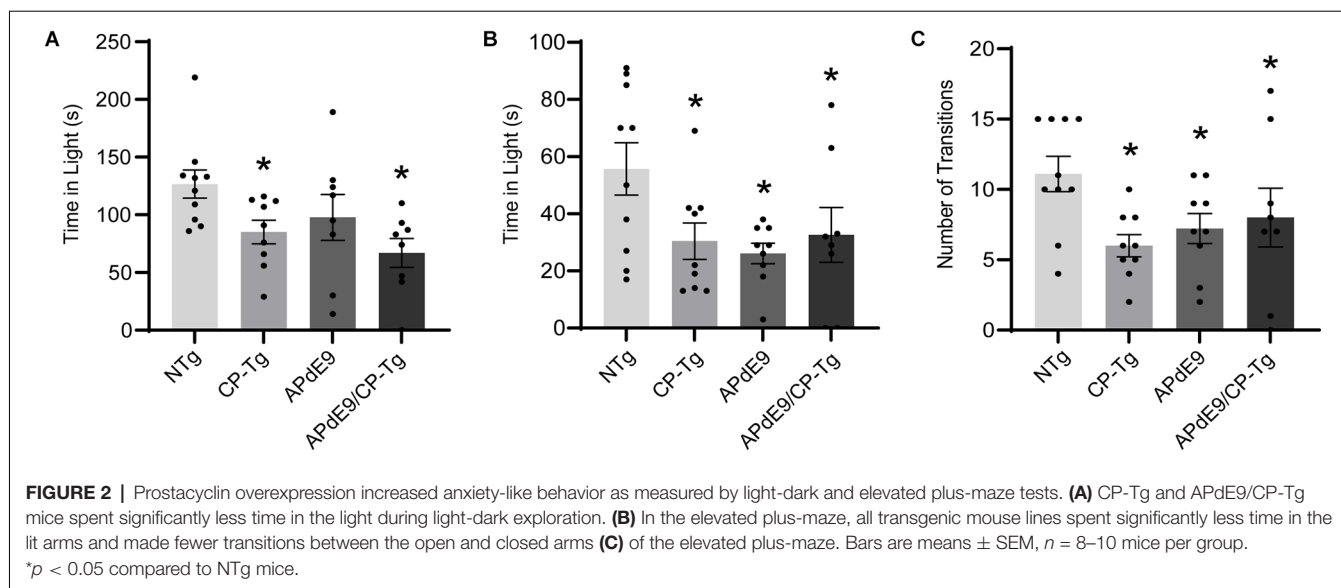 A
Time in Light (s)
250
200
150
100
50
0
*
*
NTg
CP-Tg
APdE9
APdE9/CP-Tg
B
Time in Light (s)
100
80
60
40
20
0
*
*
*
NTg
CP-Tg
APdE9
APdE9/CP-Tg
C
Number of Transitions
20
15
10
5
0
*
*
*
NTg
CP-Tg
APdE9
APdE9/CP-Tg
FIGURE 2 | Prostacyclin overexpression increased anxiety-like behavior as measured by light-dark and elevated plus-maze tests. (A) CP-Tg and APdE9/CP-Tg
mice spent significantly less time in the light during light-dark exploration. (B) In the elevated plus-maze, all transgenic mouse lines spent significantly less time in the
lit arms and made fewer transitions between the open and closed arms (C) of the elevated plus-maze. Bars are means ± SEM, n = 8–10 mice per group.
*p < 0.05 compared to NTg mice.